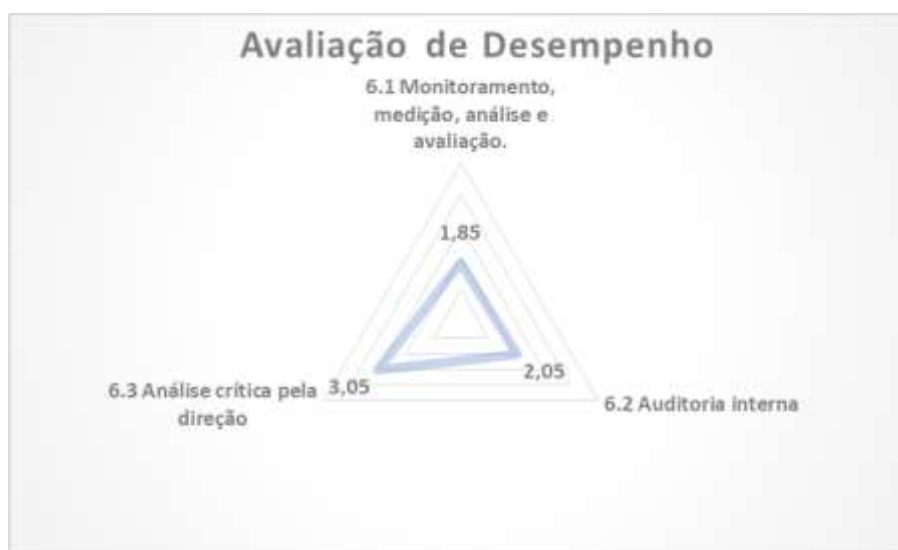 Avaliação de Desempenho
6.1 Monitoramento,
medição, análise e
avaliação.
1,85
2,05
3,05
6.3 Análise crítica pela
direção
6.2 Auditoria interna